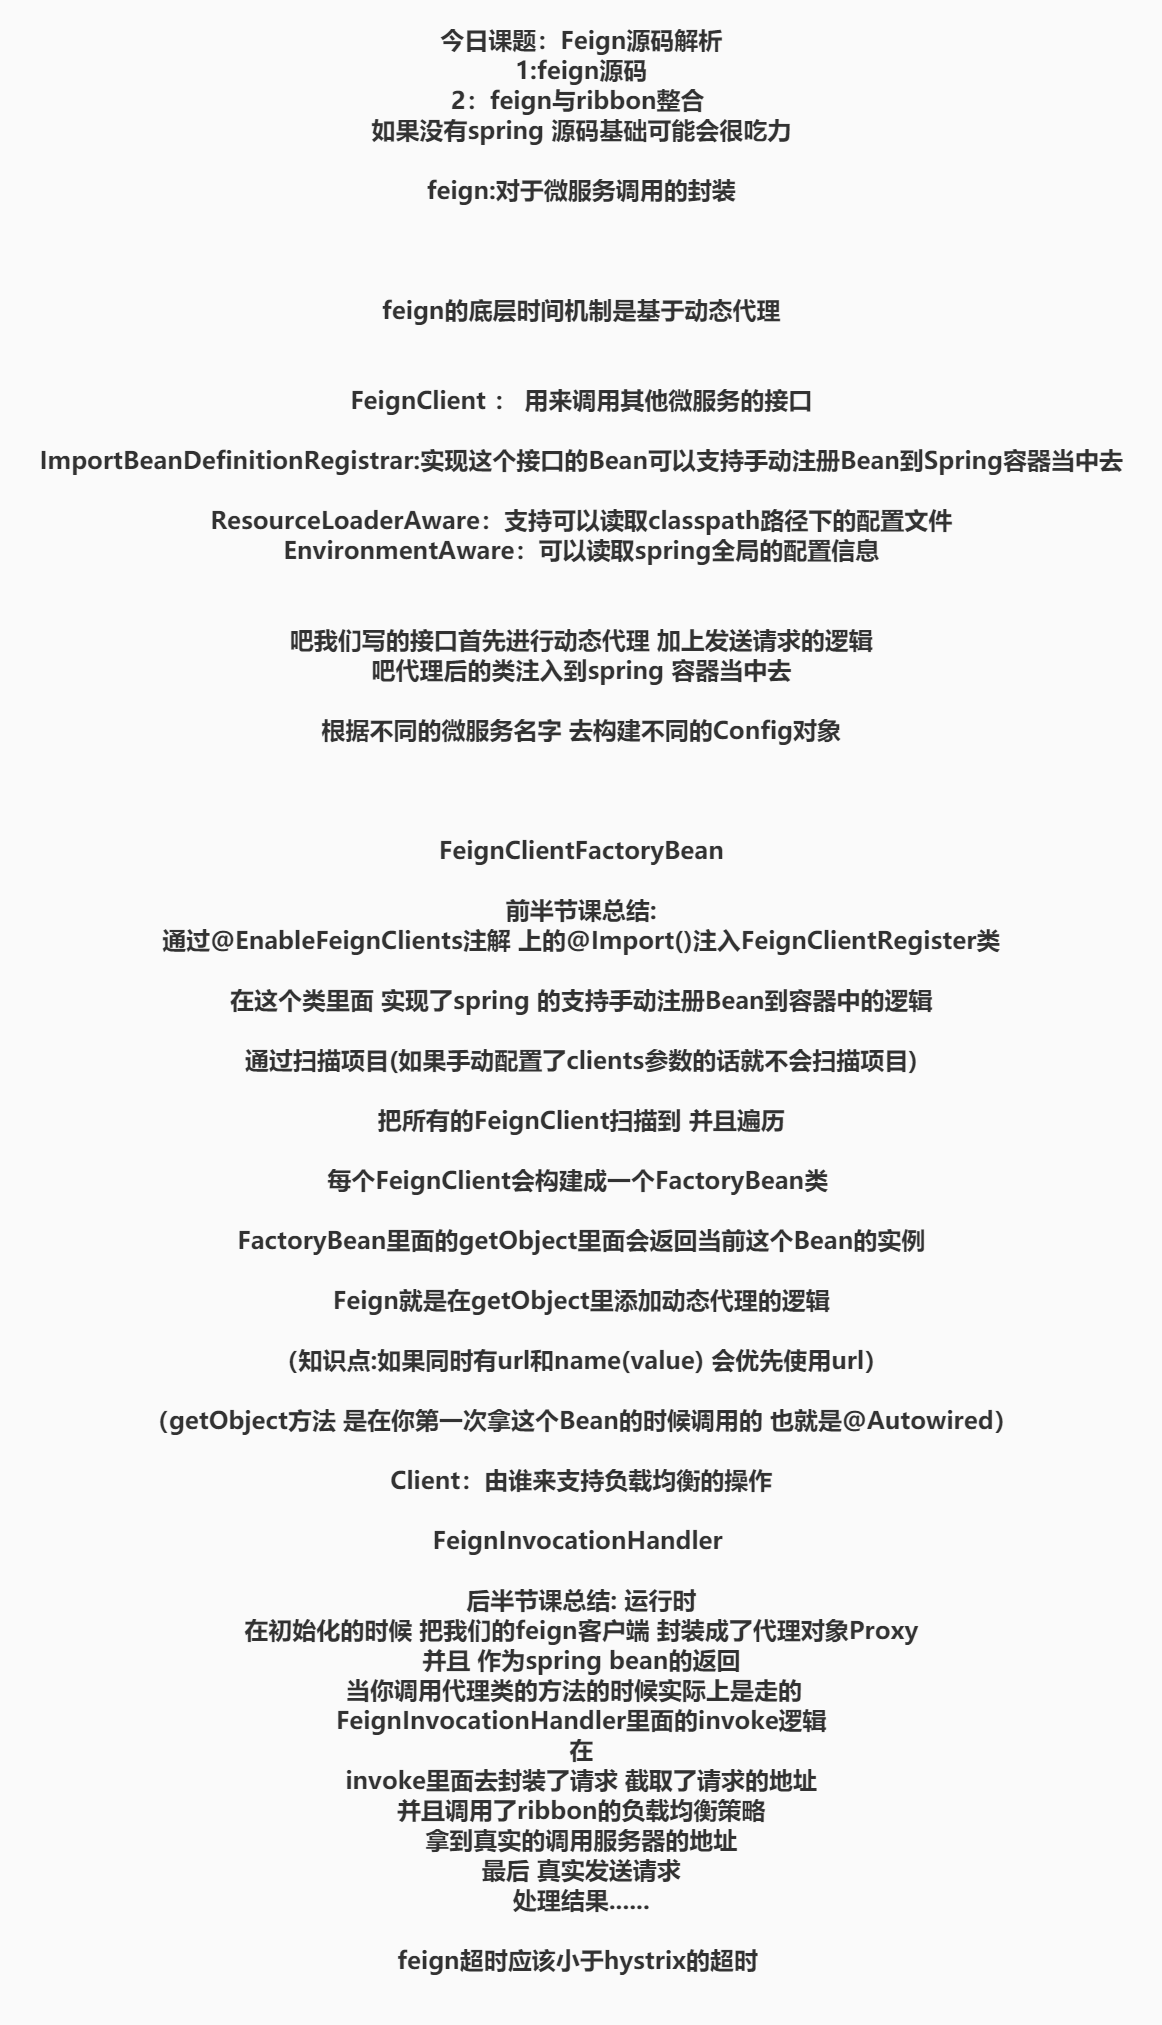 今日课题：Feign源码解析
1:feign源码
2：feign与ribbon整合
如果没有spring 源码基础可能会很吃力
feign:对于微服务调用的封装
feign的底层时间机制是基于动态代理
FeignClient ： 用来调用其他微服务的接口
ImportBeanDefinitionRegistrar:实现这个接口的Bean可以支持手动注册Bean到Spring容器当中去
ResourceLoaderAware：支持可以读取classpath路径下的配置文件
EnvironmentAware：可以读取spring全局的配置信息
吧我们写的接口首先进行动态代理 加上发送请求的逻辑
吧代理后的类注入到spring 容器当中去
根据不同的微服务名字 去构建不同的Config对象
FeignClientFactoryBean
前半节课总结:
通过@EnableFeignClients注解 上的@Import()注入FeignClientRegister类
在这个类里面 实现了spring 的支持手动注册Bean到容器中的逻辑
通过扫描项目(如果手动配置了clients参数的话就不会扫描项目)
把所有的FeignClient扫描到 并且遍历
每个FeignClient会构建成一个FactoryBean类
FactoryBean里面的getObject里面会返回当前这个Bean的实例
Feign就是在getObject里添加动态代理的逻辑
（知识点:如果同时有url和name(value) 会优先使用url）
（getObject方法 是在你第一次拿这个Bean的时候调用的 也就是@Autowired）
Client：由谁来支持负载均衡的操作
FeignInvocationHandler
后半节课总结: 运行时
在初始化的时候 把我们的feign客户端 封装成了代理对象Proxy
并且 作为spring bean的返回
当你调用代理类的方法的时候实际上是走的
FeignInvocationHandler里面的invoke逻辑
在
invoke里面去封装了请求 截取了请求的地址
并且调用了ribbon的负载均衡策略
拿到真实的调用服务器的地址
最后 真实发送请求
处理结果......
feign超时应该小于hystrix的超时